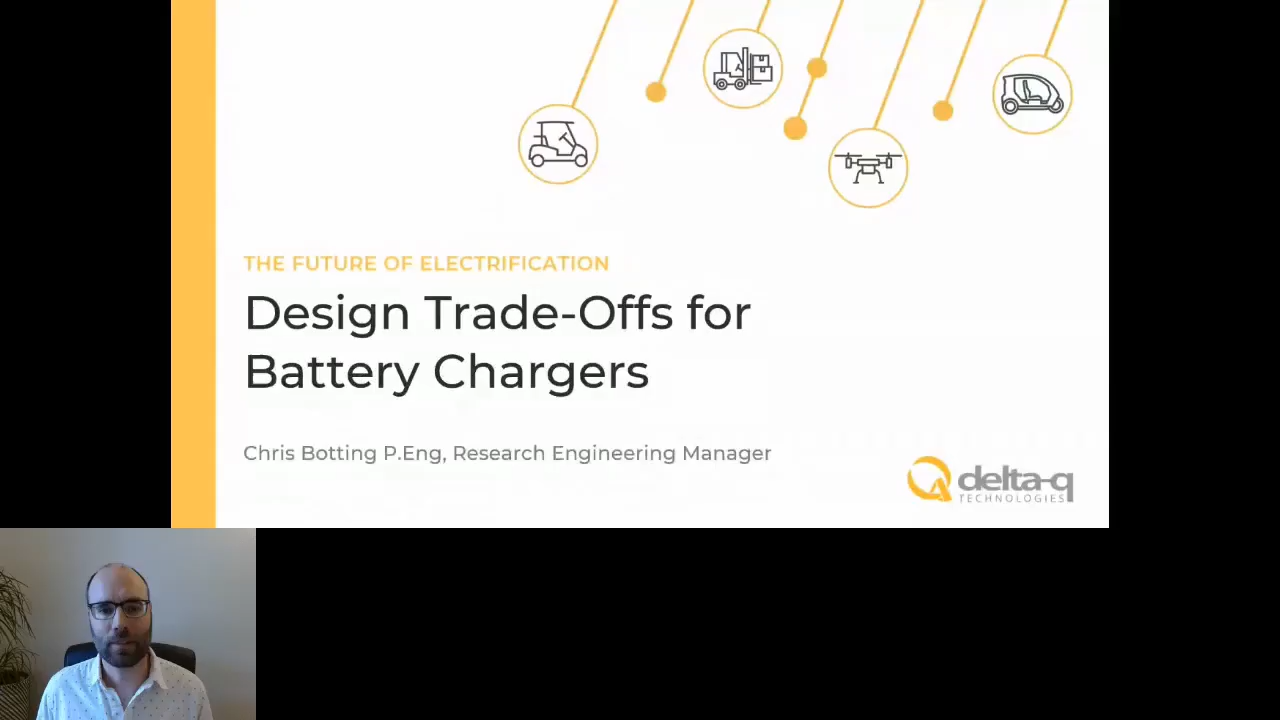 THE FUTURE OF ELECTRIFICATION
Design Trade-Offs for
Battery Chargers
Chris Botting P.Eng, Research Engineering Manager
delta-q
TECHNOLOGIES